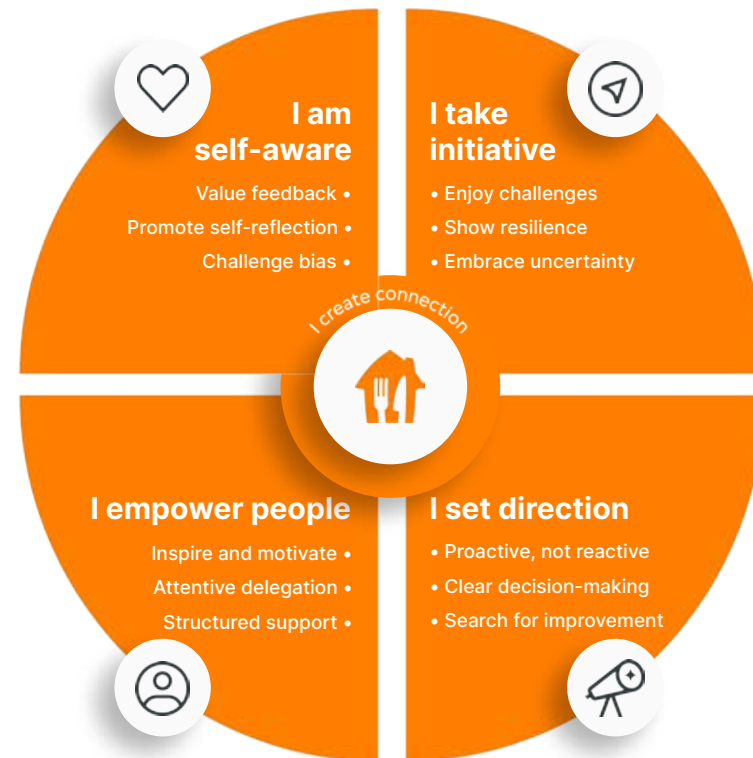 I am
self-aware
Value feedback •
Promote self-reflection •
Challenge bias •
I take
initiative
• Enjoy challenges
• Show resilience
• Embrace uncertainty
I create connection
I empower people
Inspire and motivate •
Attentive delegation •
Structured support •
I set direction
• Proactive, not reactive
• Clear decision-making
• Search for improvement